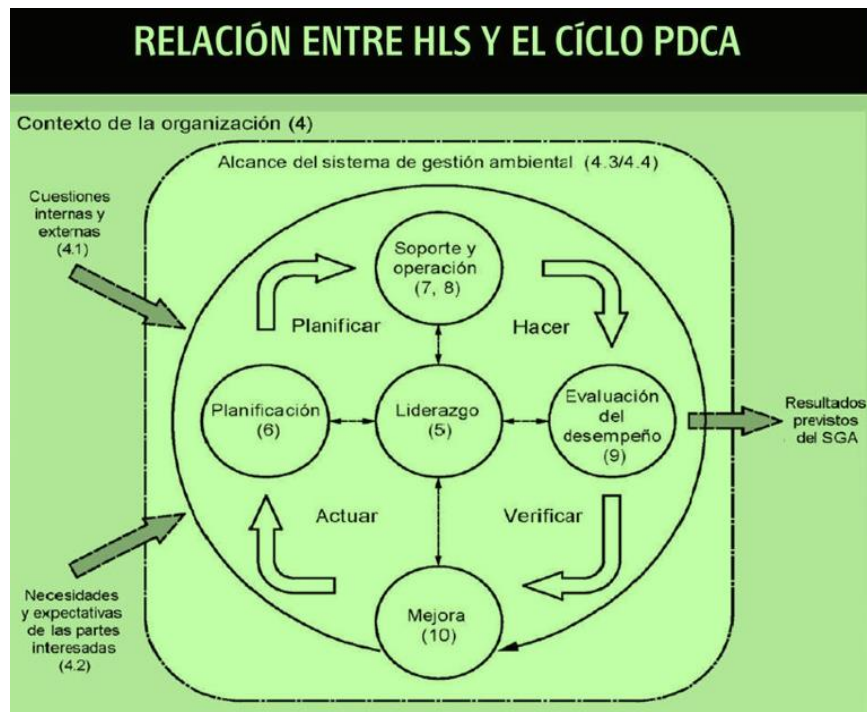 RELACIÓN ENTRE HLS Y EL CÍCLO PDCA
Contexto de la organización (4)
Alcance del sistema de gestión ambiental (4.3/4.4)
Cuestiones
internas y
externas
(4.1)
Soporte y
operación
(7, 8)
Planificar
Hacer
Planificación
(6)
Liderazgo
(5)
Evaluación
del
desempeño
(9)
Resultados
previstos
del SGA
Actuar
Verificar
Necesidades
y expectativas
de las partes
interesadas
(4.2)
Mejora
(10)